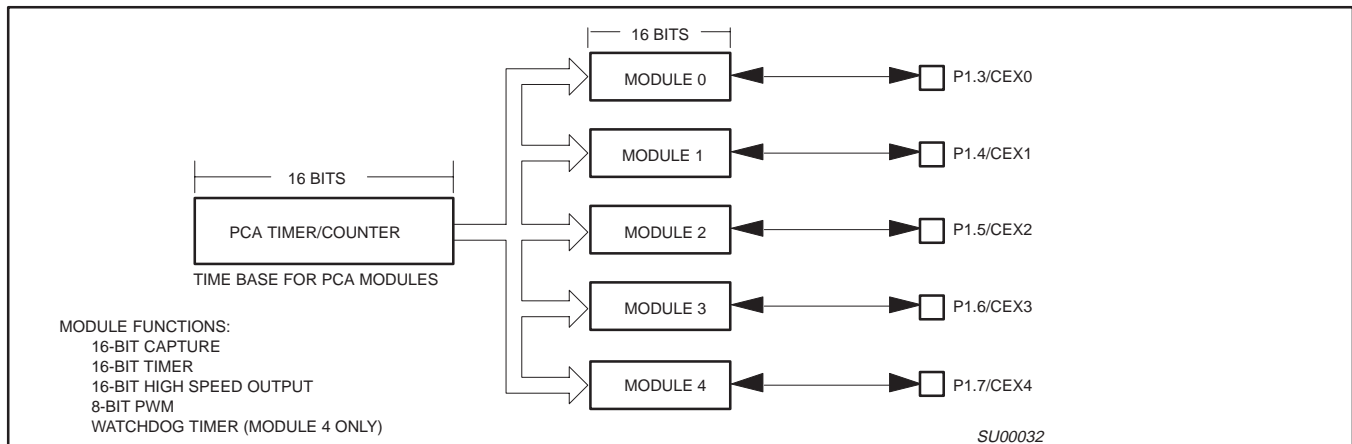 16 BITS
16 BITS
MODULE 0
P1.3/CEX0
MODULE 1
P1.4/CEX1
16 BITS
PCA TIMER/COUNTER
TIME BASE FOR PCA MODULES
MODULE 2
P1.5/CEX2
MODULE 3
P1.6/CEX3
MODULE 4
P1.7/CEX4
MODULE FUNCTIONS:
16-BIT CAPTURE
16-BIT TIMER
16-BIT HIGH SPEED OUTPUT
8-BIT PWM
WATCHDOG TIMER (MODULE 4 ONLY)
SU00032